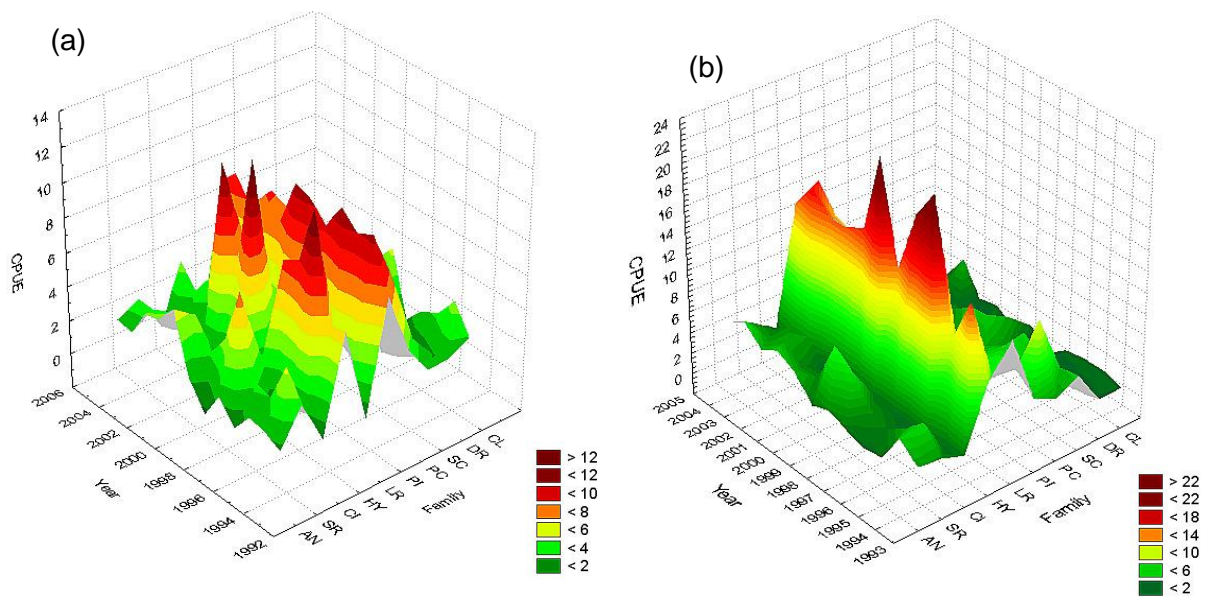 (a)
14
12
10
8
6
4
2
0
CPUE
2006
2004
2002
2000
1998
1996
1994
1992
Year
AN
SR
CI
HY
LR
PI
PC
SC
DR
CL
Family
> 12
< 12
< 10
< 8
< 6
< 4
< 2
(b)
24
22
20
18
16
14
12
10
8
6
4
2
0
CPUE
2005
2004
2003
2002
2001
2000
1999
1998
1997
1996
1995
1994
1993
Year
AN
SR
CI
HY
LR
PI
PC
SC
DR
CL
Family
> 22
< 22
< 18
< 14
< 10
< 6
< 2